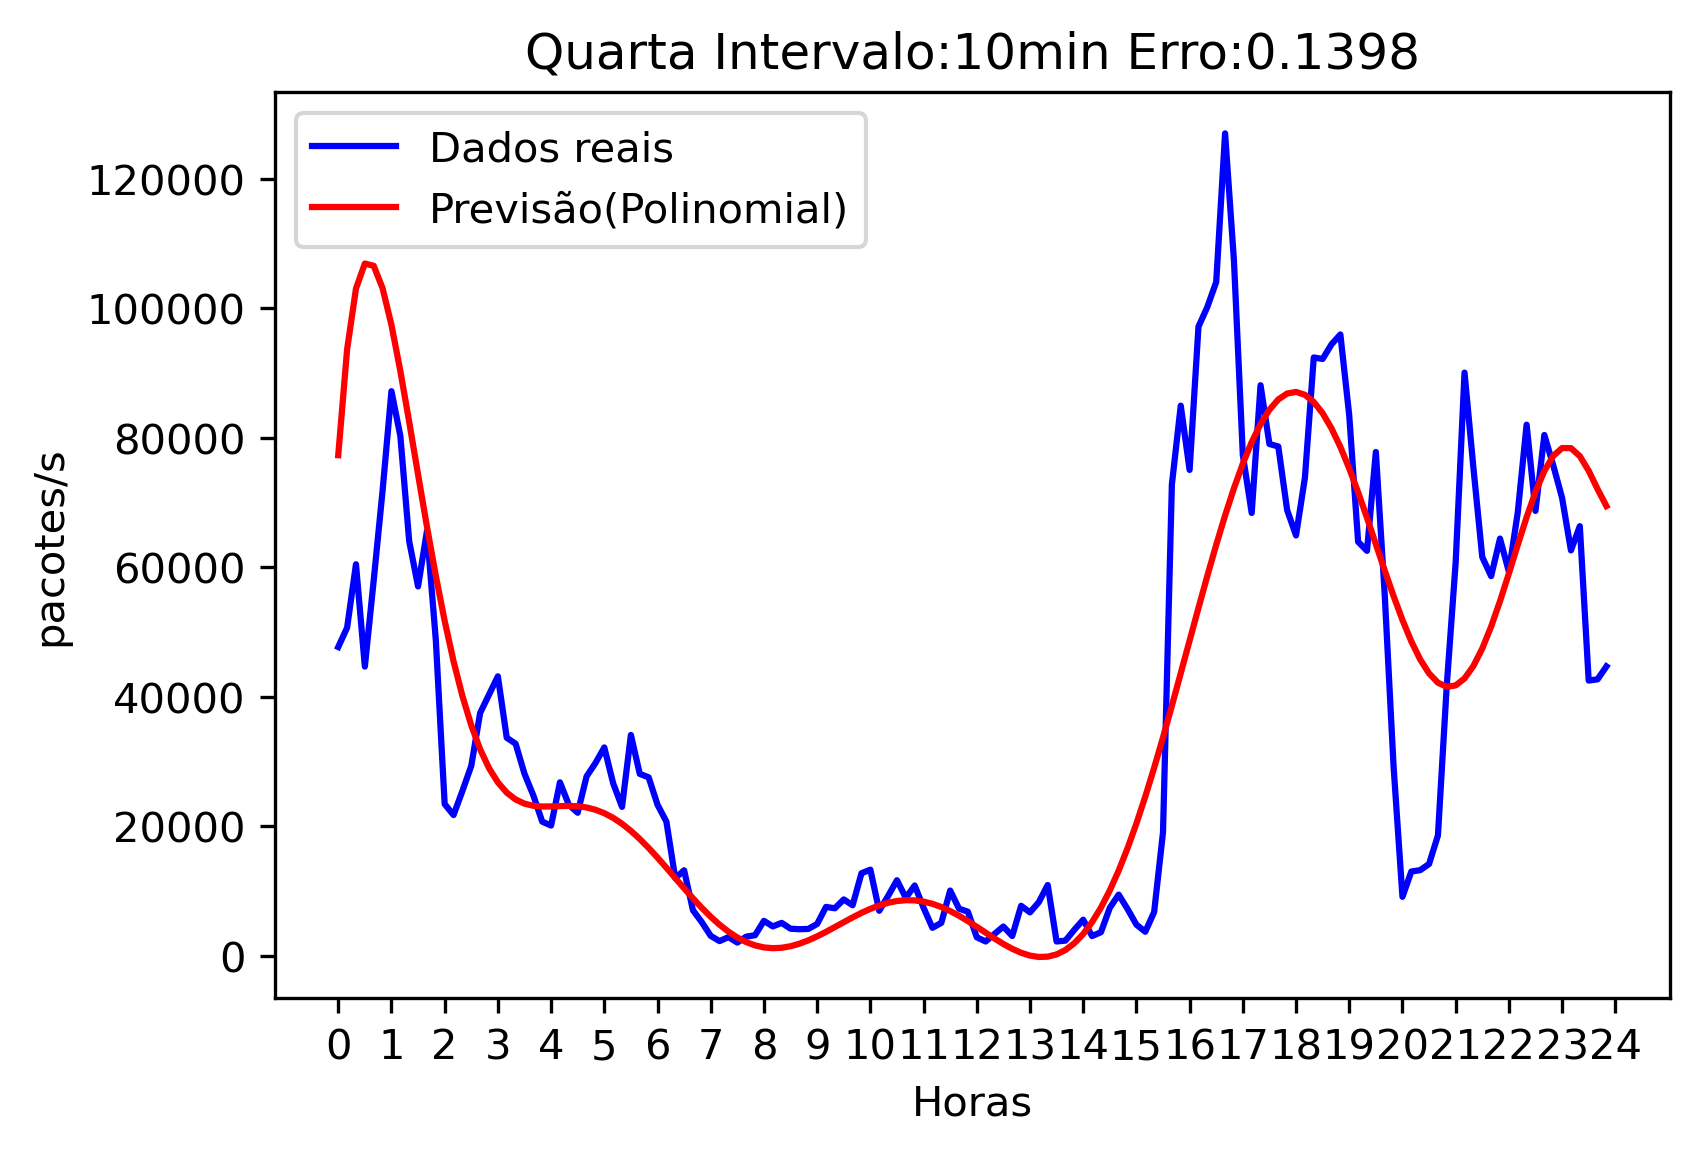 Quarta Intervalo:10min Erro:0.1398
Dados reais
Previsão(Polinomial)
120000
100000
80000
60000
40000
20000
0
pacotes/s
0 1 2 3 4 5 6 7 8 9 10 11 12 13 14 15 16 17 18 19 20 21 22 23 24
Horas